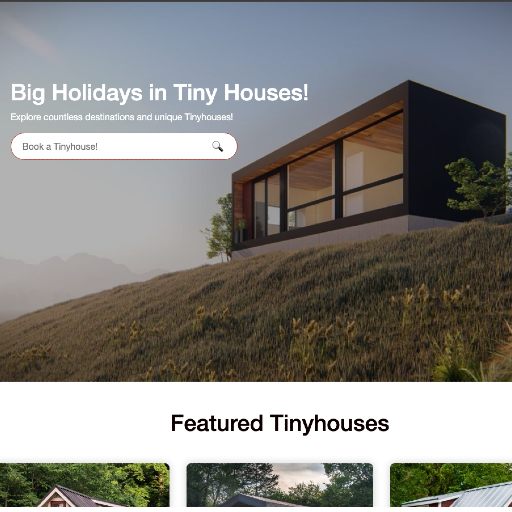 Big Holidays in Tiny Houses!
Explore countless destinations and unique Tinyhouses!
Book a Tinyhouse!
Featured Tinyhouses